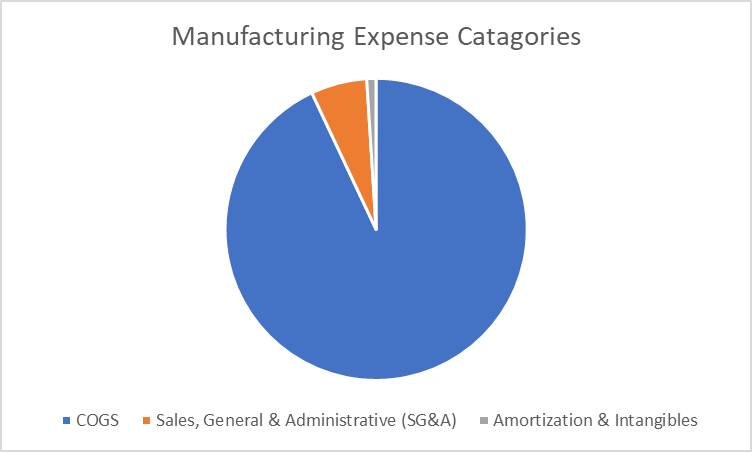 Manufacturing Expense Catagories
COGS Sales, General & Administrative (SG&A) Amortization & Intangibles